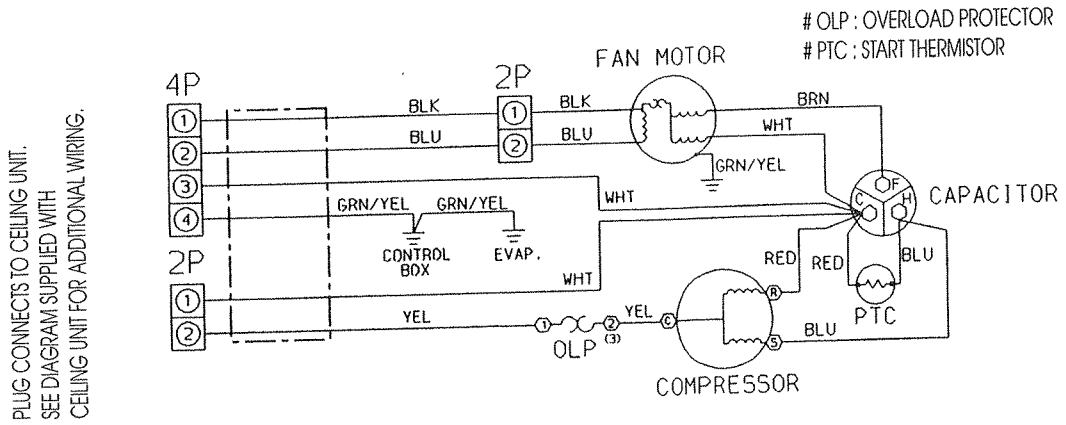 # OLP : OVERLOAD PROTECTOR
# PTC : START THERMISTOR
FAN MOTOR
4P
2P
BLK
BLK
BRN
1
1
BLU
BLU
WHT
2
2
GRN/YEL
3
WHT
F
C
H
CAPACITOR
GRN/YEL
GRN/YEL
4
CONTROL
BOX
EVAP.
2P
RED
RED
BLU
WHT
1
R
PTC
YEL
YEL
2
1
2
(3)
C
OLP
S
BLU
COMPRESSOR
PLUG CONNECTS TO CEILING UNIT.
SEE DIAGRAM SUPPLIED WITH
CEILING UNIT FOR ADDITIONAL WIRING.